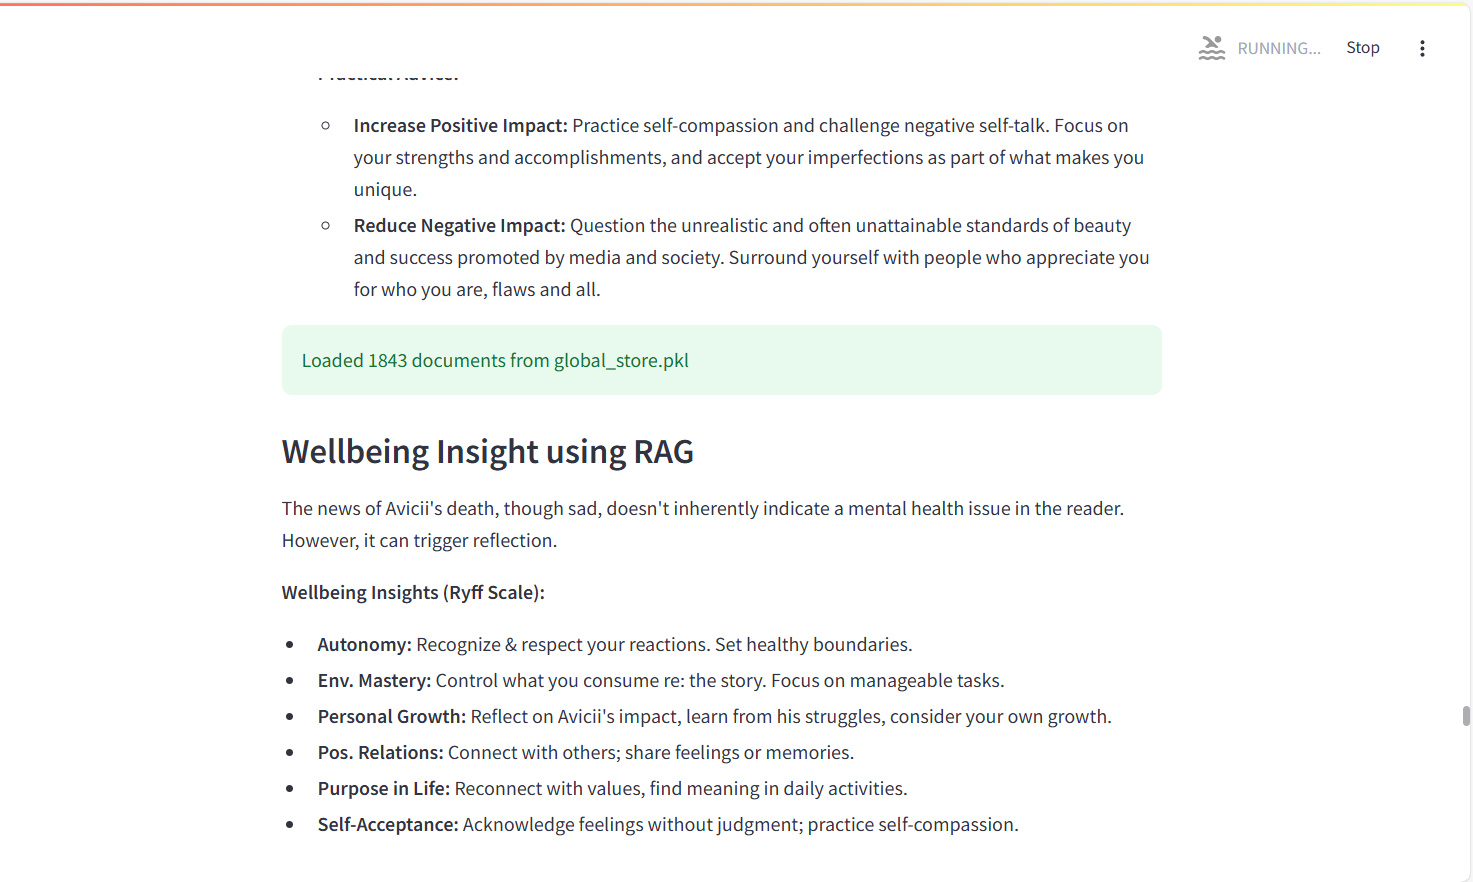 RUNNING...
Stop
Practical Advice:
Increase Positive Impact: Practice self-compassion and challenge negative self-talk. Focus on
your strengths and accomplishments, and accept your imperfections as part of what makes you
unique.
Reduce Negative Impact: Question the unrealistic and often unattainable standards of beauty
and success promoted by media and society. Surround yourself with people who appreciate you
for who you are, flaws and all.
Loaded 1843 documents from global_store.pkl
Wellbeing Insight using RAG
The news of Avicii's death, though sad, doesn't inherently indicate a mental health issue in the reader.
However, it can trigger reflection.
Wellbeing Insights (Ryff Scale):
Autonomy: Recognize & respect your reactions. Set healthy boundaries.
Env. Mastery: Control what you consume re: the story. Focus on manageable tasks.
Personal Growth: Reflect on Avicii's impact, learn from his struggles, consider your own growth.
Pos. Relations: Connect with others; share feelings or memories.
Purpose in Life: Reconnect with values, find meaning in daily activities.
Self-Acceptance: Acknowledge feelings without judgment; practice self-compassion.